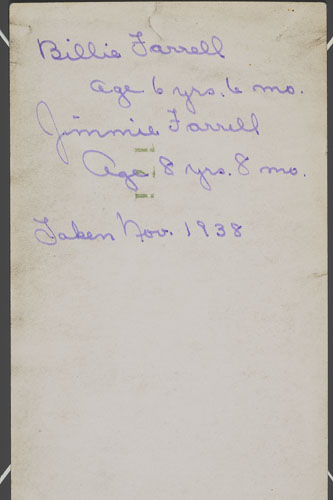 Billie Farrell
age 6 yrs. 6 mo.
Jimmie Farrell
Age 8 yrs. 8 mo.
Taken Nov. 1938